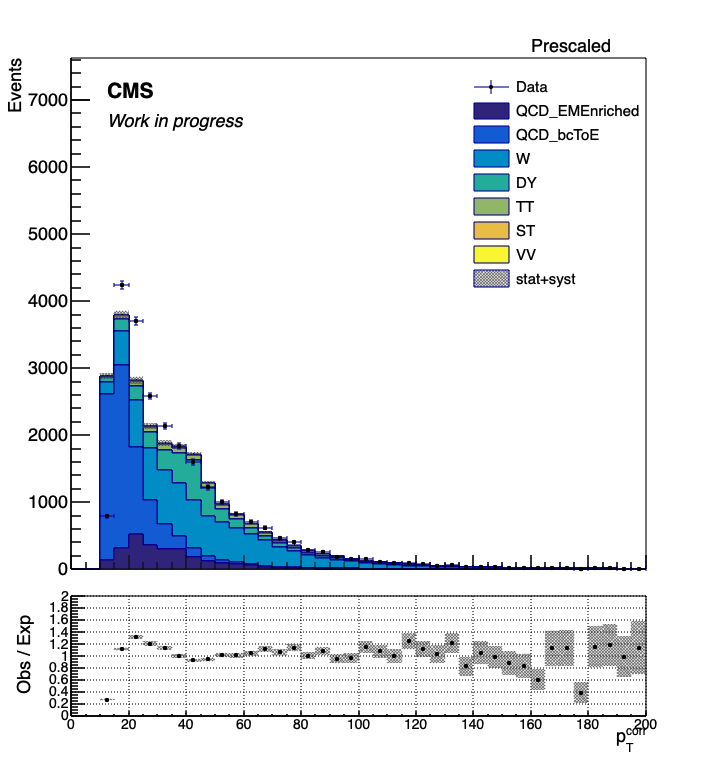 Prescaled
Events
CMS
Work in progress
Data
QCD_EMEnriched
QCD_bcToE
W
DY
TT
ST
VV
stat+syst
7000
6000
5000
4000
3000
2000
1000
0
Obs / Exp
2
1.8
1.6
1.4
1.2
1
0.8
0.6
0.4
0.2
0
0 20 40 60 80 100 120 140 160 180 200
p_T^corr